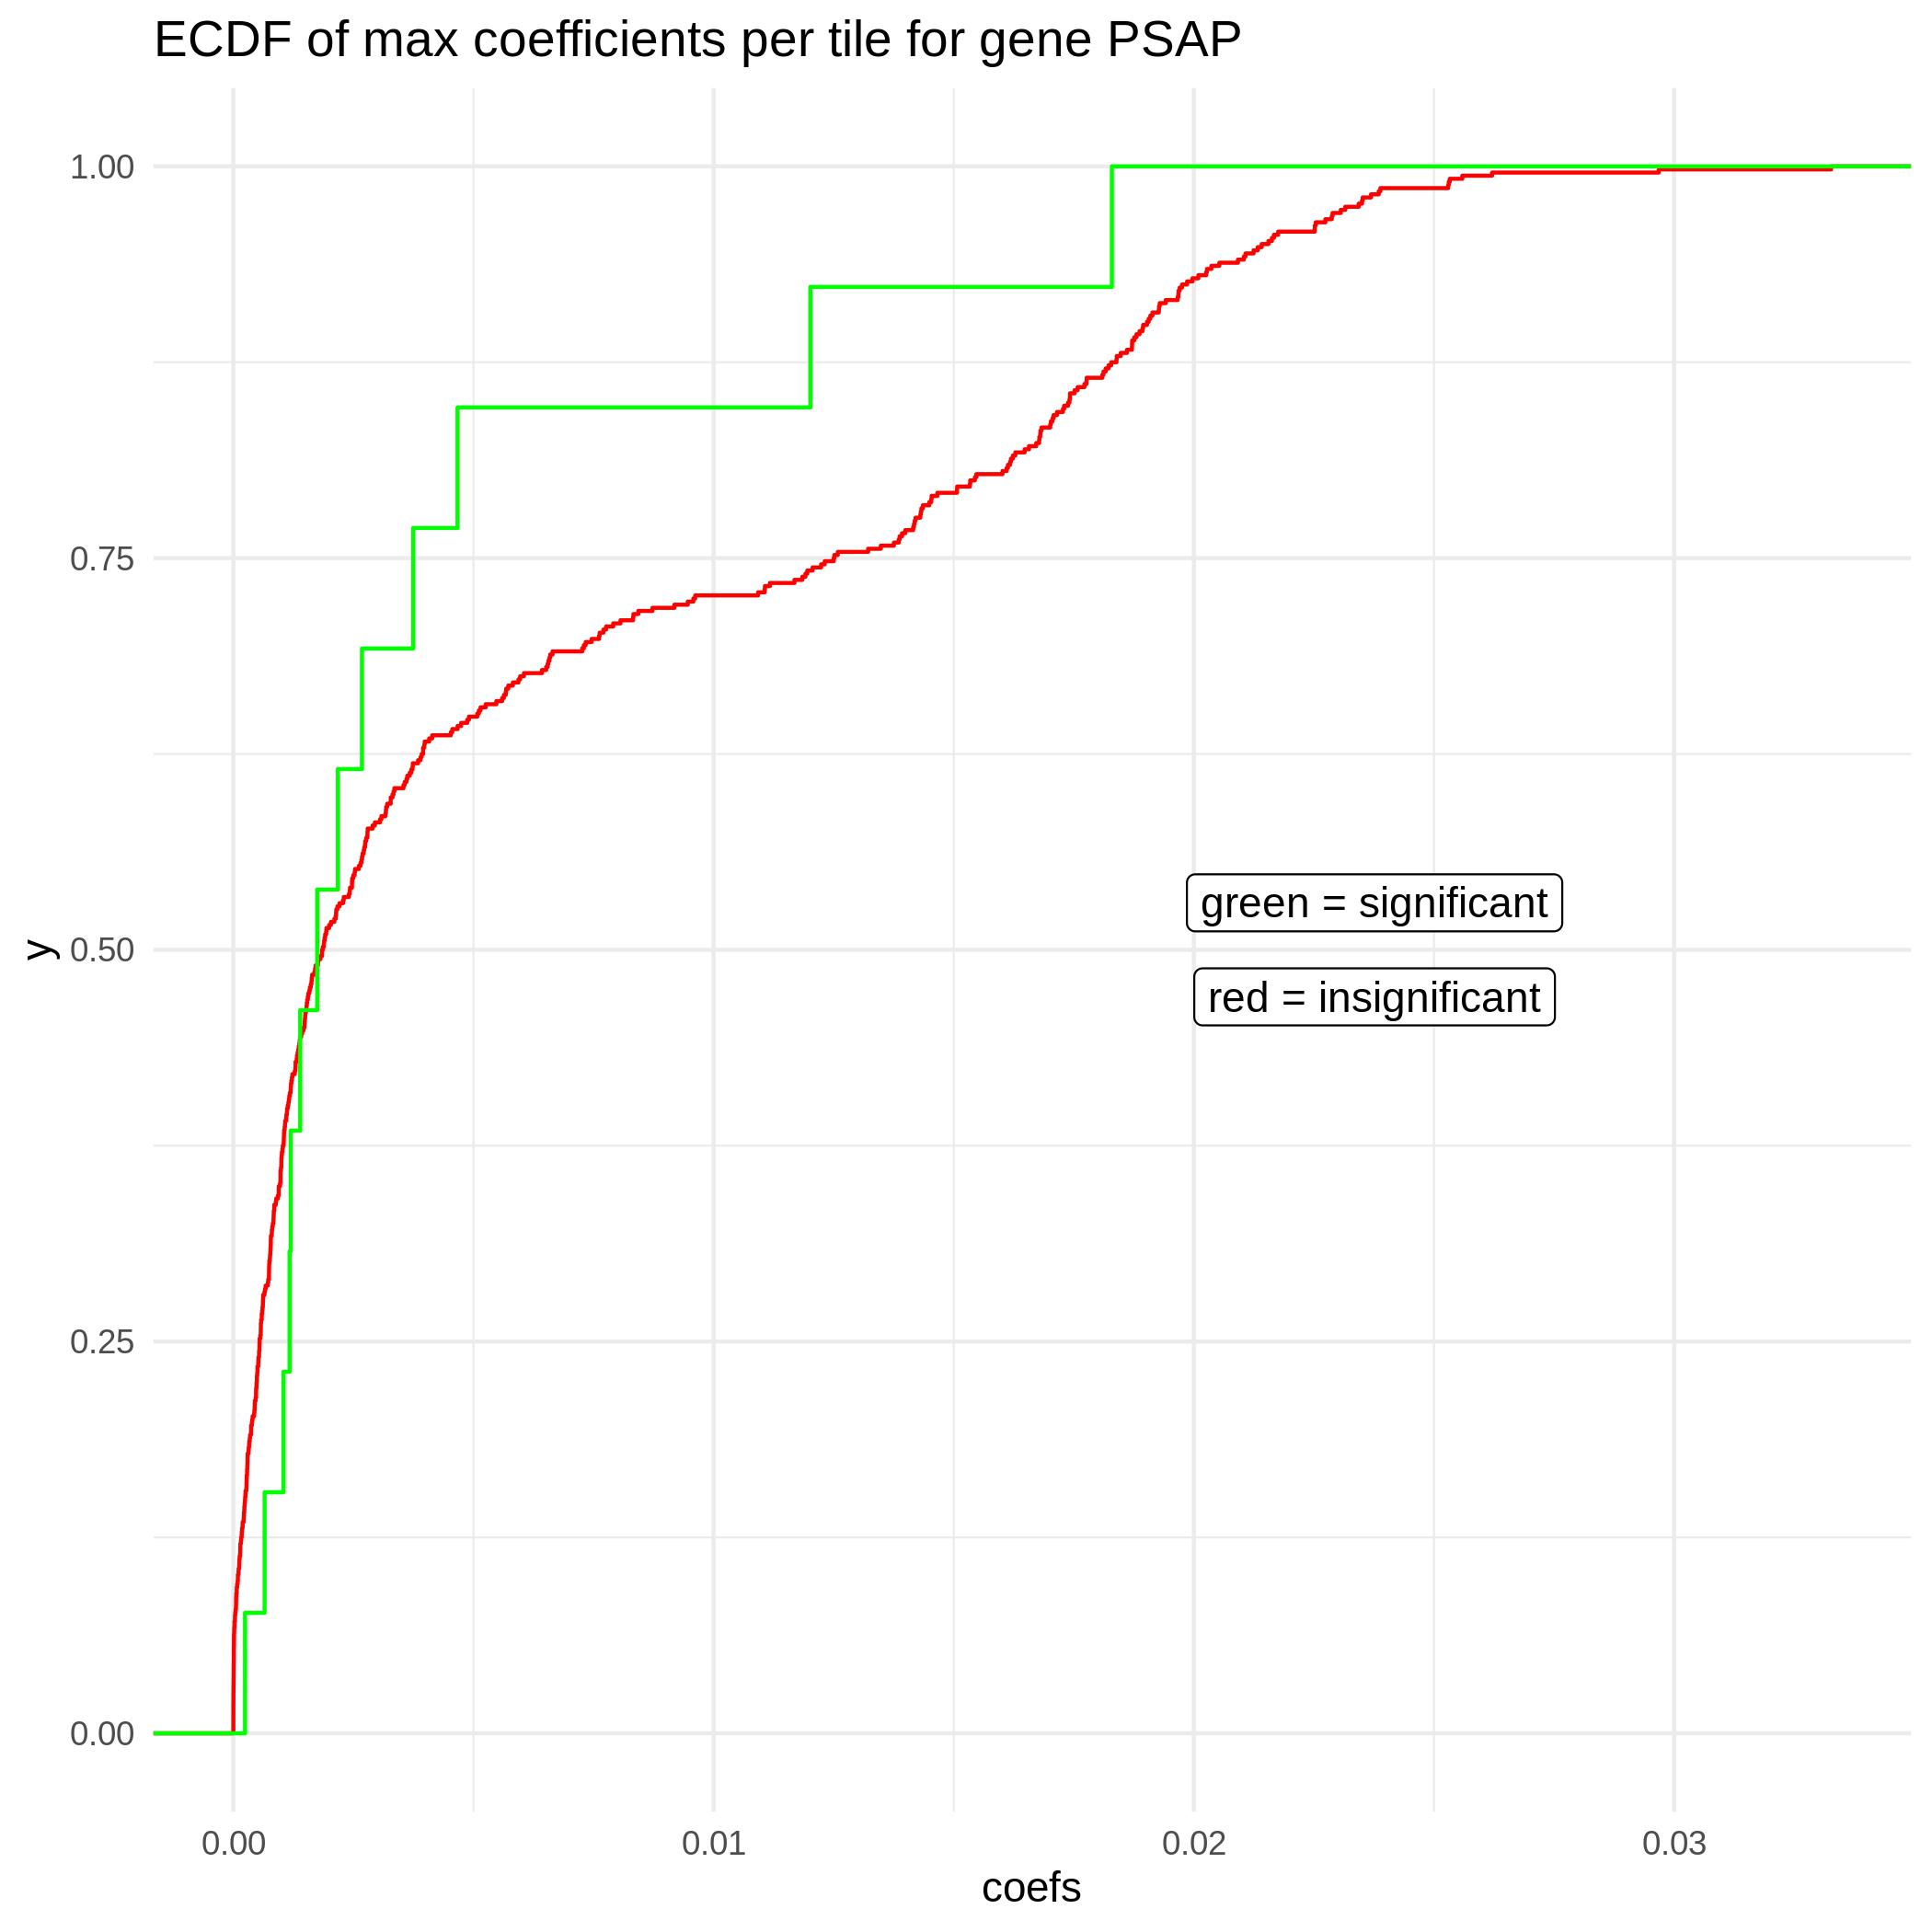 ECDF of max coefficients per tile for gene PSAP
1.00
0.75
0.50
0.25
0.00
y
green = significant
red = insignificant
0.00 0.01 0.02 0.03
coefs